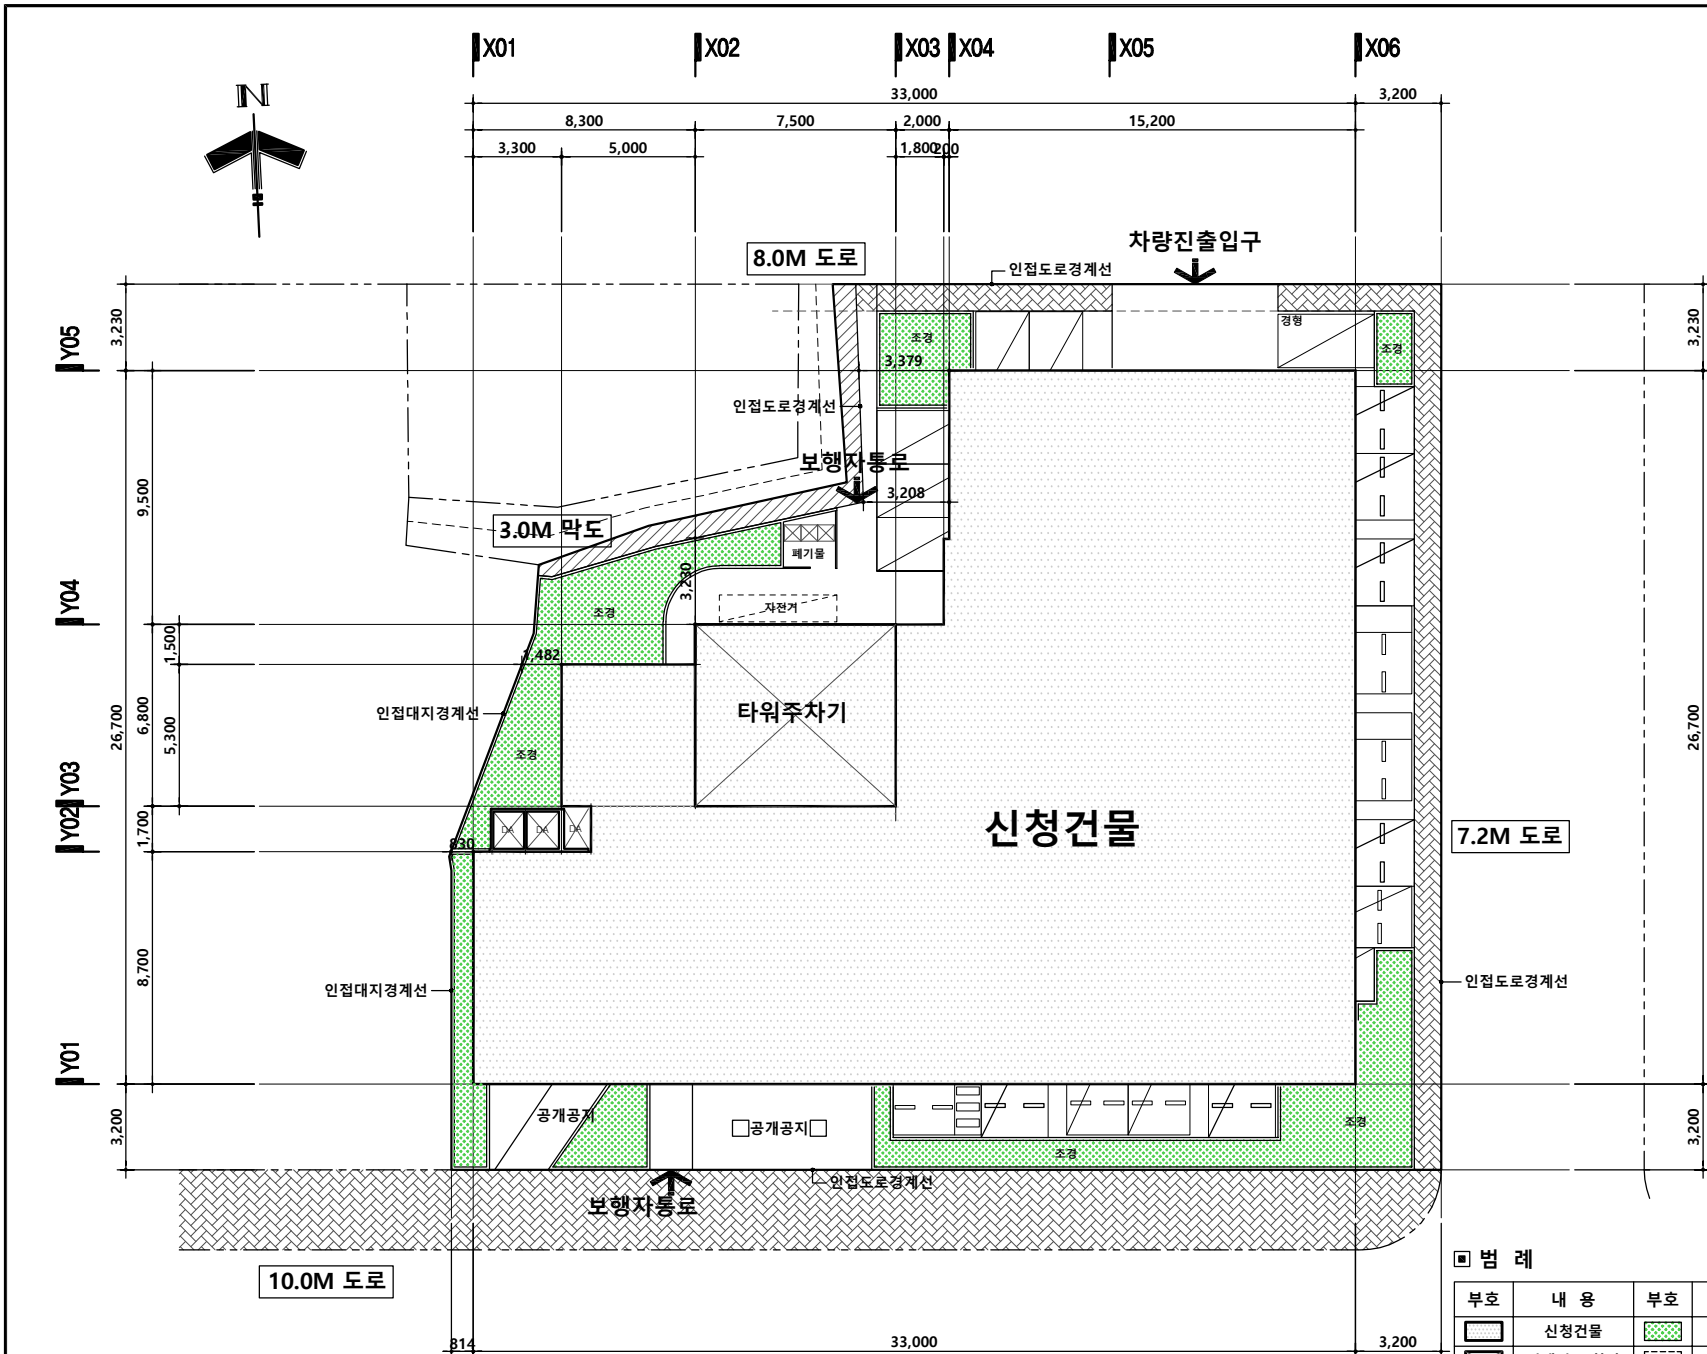 X01 X02 X03 X04 X05 X06
N
33,000 3,200
8,300 7,500 2,000 15,200
3,300 5,000 1,800 200
8.0M 도로
차량진출입구
인접도로경계선
3,230
Y05
조경
경형
조경
3,230
3,379
인접도로경계선
보행자통로
3,208
9,500
3.0M 막도
폐기물
3,230
자전거
조경
Y04
1,500
1,482
인접대지경계선
타워주차기
26,700
6,800
5,300
26,700
조경
Y03
Y02
1,700
DA DA DA
830
신청건물
7.2M 도로
8,700
인접대지경계선
인접도로경계선
Y01
3,200
공개공지
공개공지
조경
조경
3,200
인접도로경계선
보행자통로
10.0M 도로
범 례
부호 내 용 부호
신청건물
814 33,000 3,200